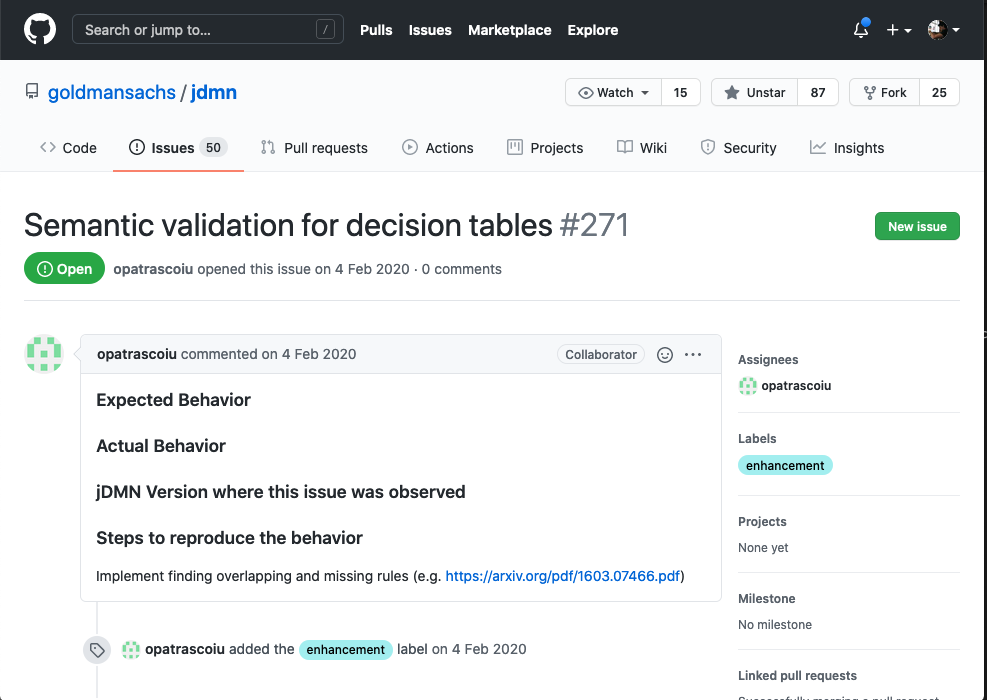 Search or jump to... /
Pulls Issues Marketplace Explore
goldmansachs / jdmn
Watch 15 Unstar 87 Fork 25
Code Issues 50 Pull requests Actions Projects Wiki Security Insights
Semantic validation for decision tables #271
New issue
Open opatrascoiu opened this issue on 4 Feb 2020 · 0 comments
opatrascoiu commented on 4 Feb 2020 Collaborator ...
Expected Behavior
Actual Behavior
jDMN Version where this issue was observed
Steps to reproduce the behavior
Implement finding overlapping and missing rules (e.g. https://arxiv.org/pdf/1603.07466.pdf)
opatrascoiu added the enhancement label on 4 Feb 2020
Assignees
opatrascoiu
Labels
enhancement
Projects
None yet
Milestone
No milestone
Linked pull requests
Successfully merging a pull request